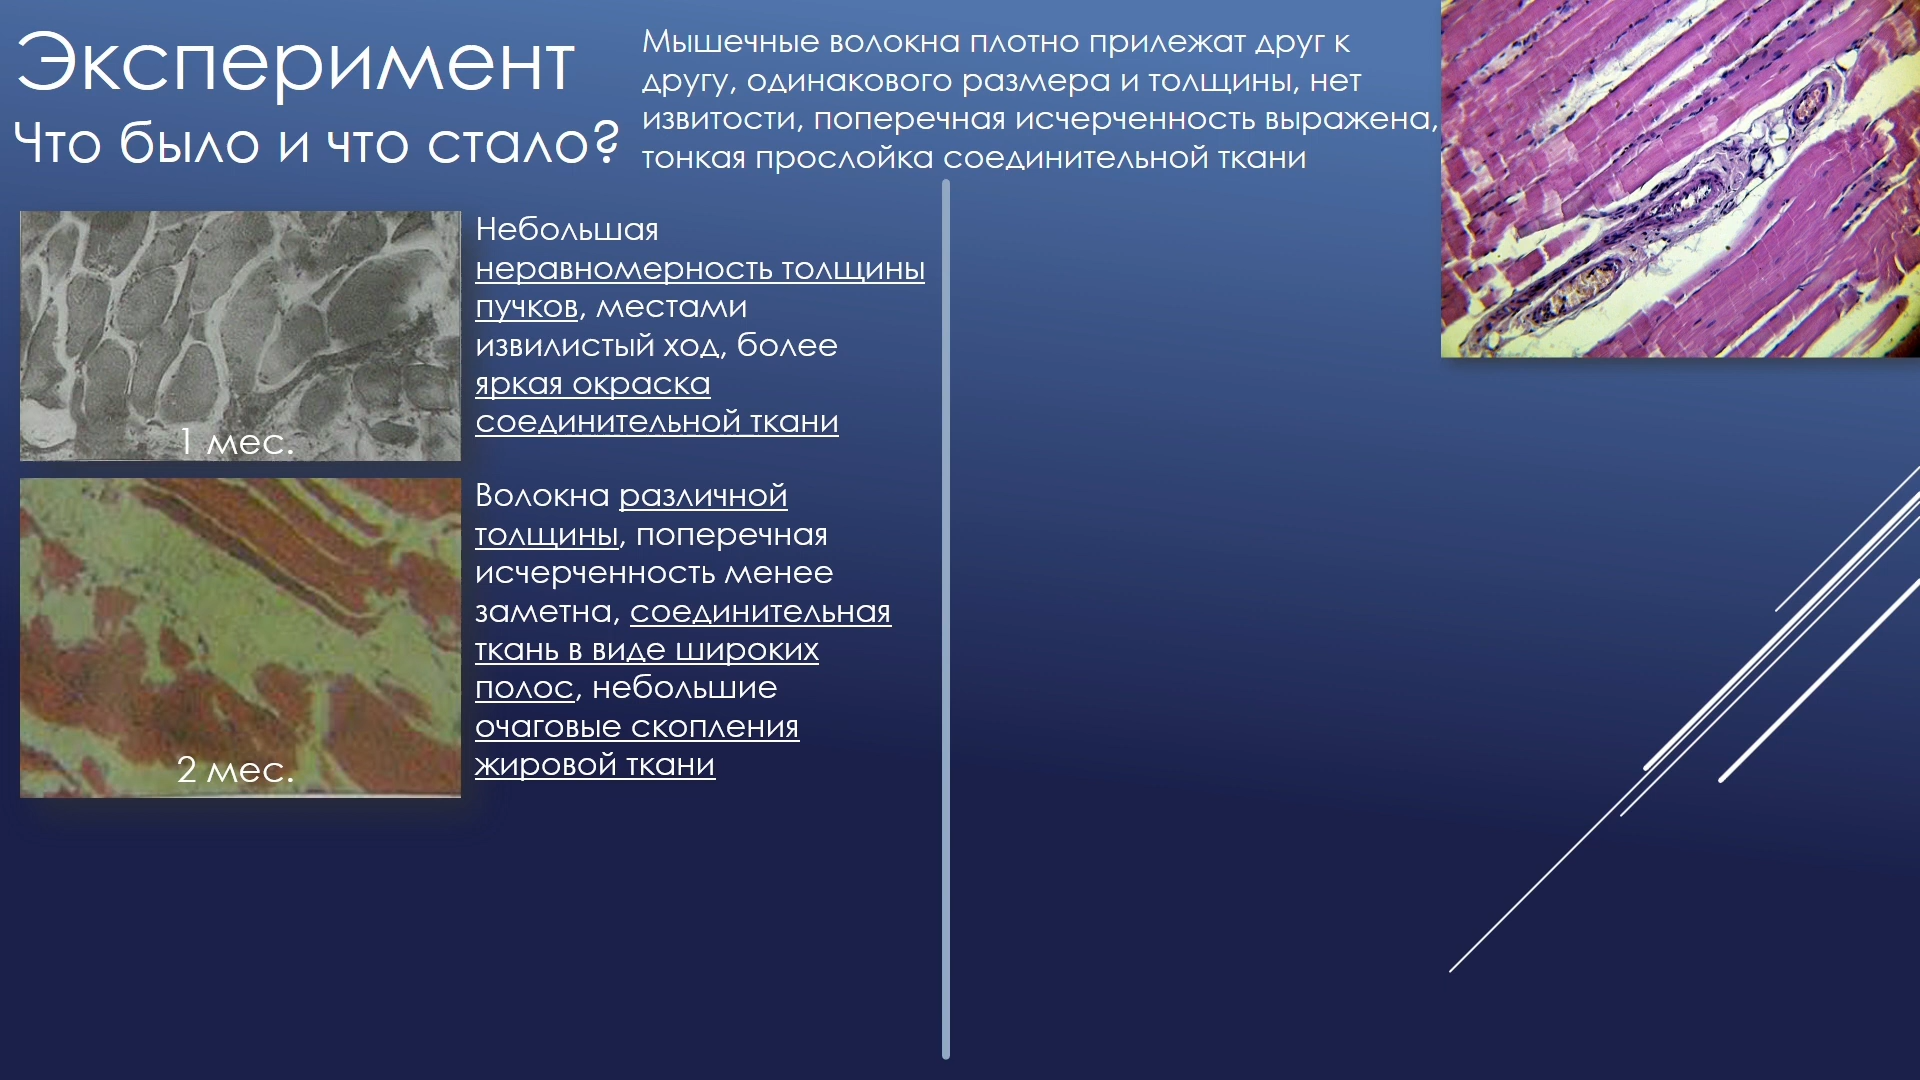 Эксперимент
Что было и что стало?
Мышечные волокна плотно прилежат друг к
другу, одинакового размера и толщины, нет
извитости, поперечная исчерченность выражена,
тонкая прослойка соединительной ткани
Небольшая
неравномерность толщины
пучков, местами
извилистый ход, более
яркая окраска
соединительной ткани
1 мес.
Волокна различной
толщины, поперечная
исчерченность менее
заметна, соединительная
ткань в виде широких
полос, небольшие
очаговые скопления
жировой ткани
2 мес.